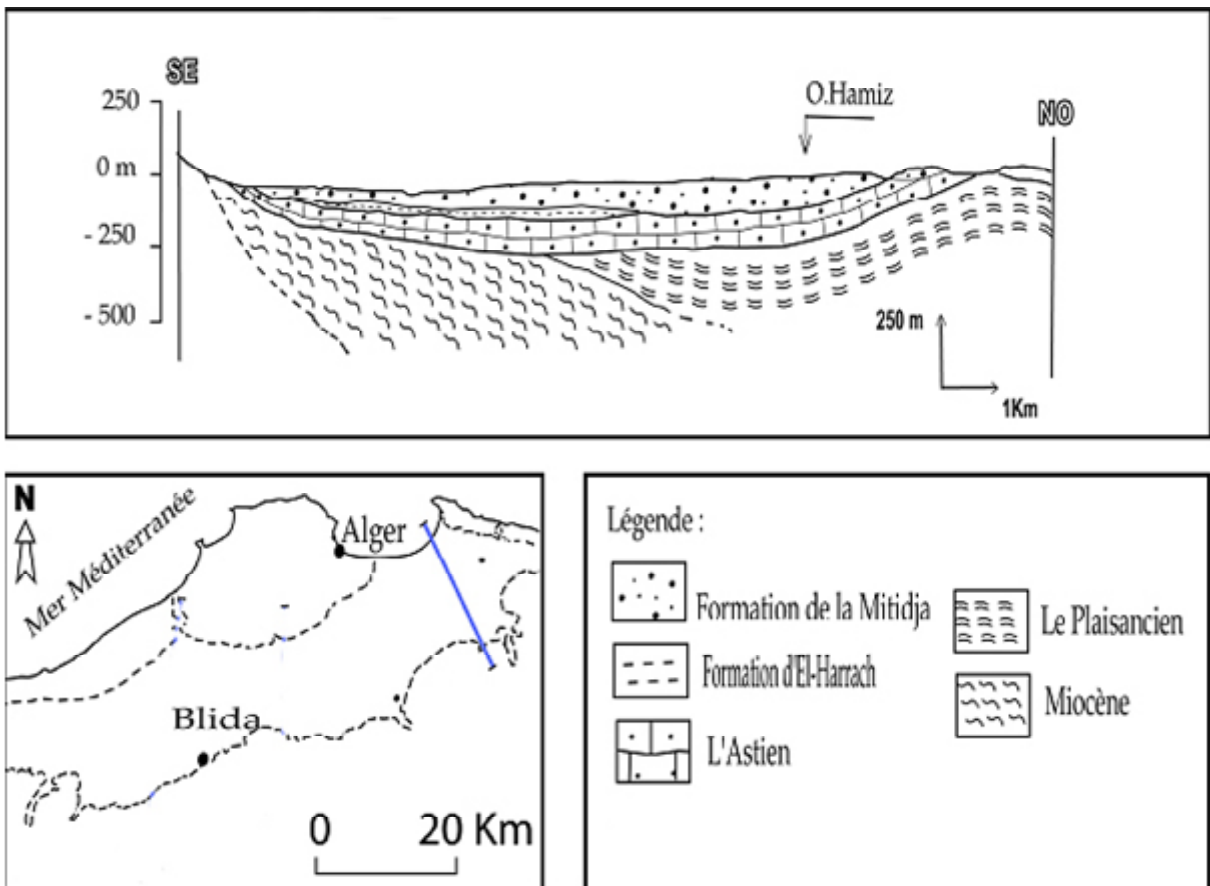 SE
250
0 m
- 250
- 500
O.Hamiz
NO
250 m
1Km
N
Mer Méditerranée
Alger
Blida
0 20 Km
Légende :
Formation de la Mitidja
Formation d'El-Harrach
L'Astien
Le Plaisancien
Miocène